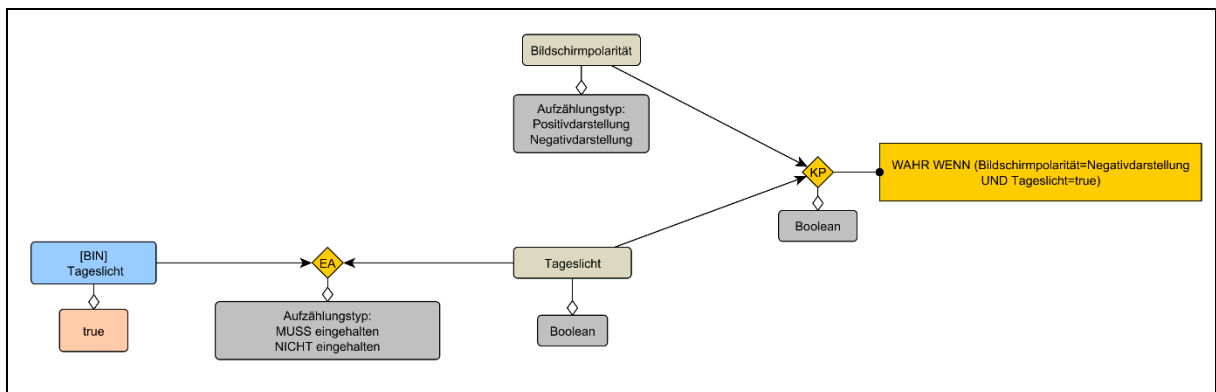 Bildschirmpolarität
Aufzählungstyp:
Positivdarstellung
Negativdarstellung
KP
WAHR WENN (Bildschirmpolarität=Negativdarstellung
UND Tageslicht=true)
Boolean
[BIN]
Tageslicht
EA
Tageslicht
true
Aufzählungstyp:
MUSS eingehalten
NICHT eingehalten
Boolean